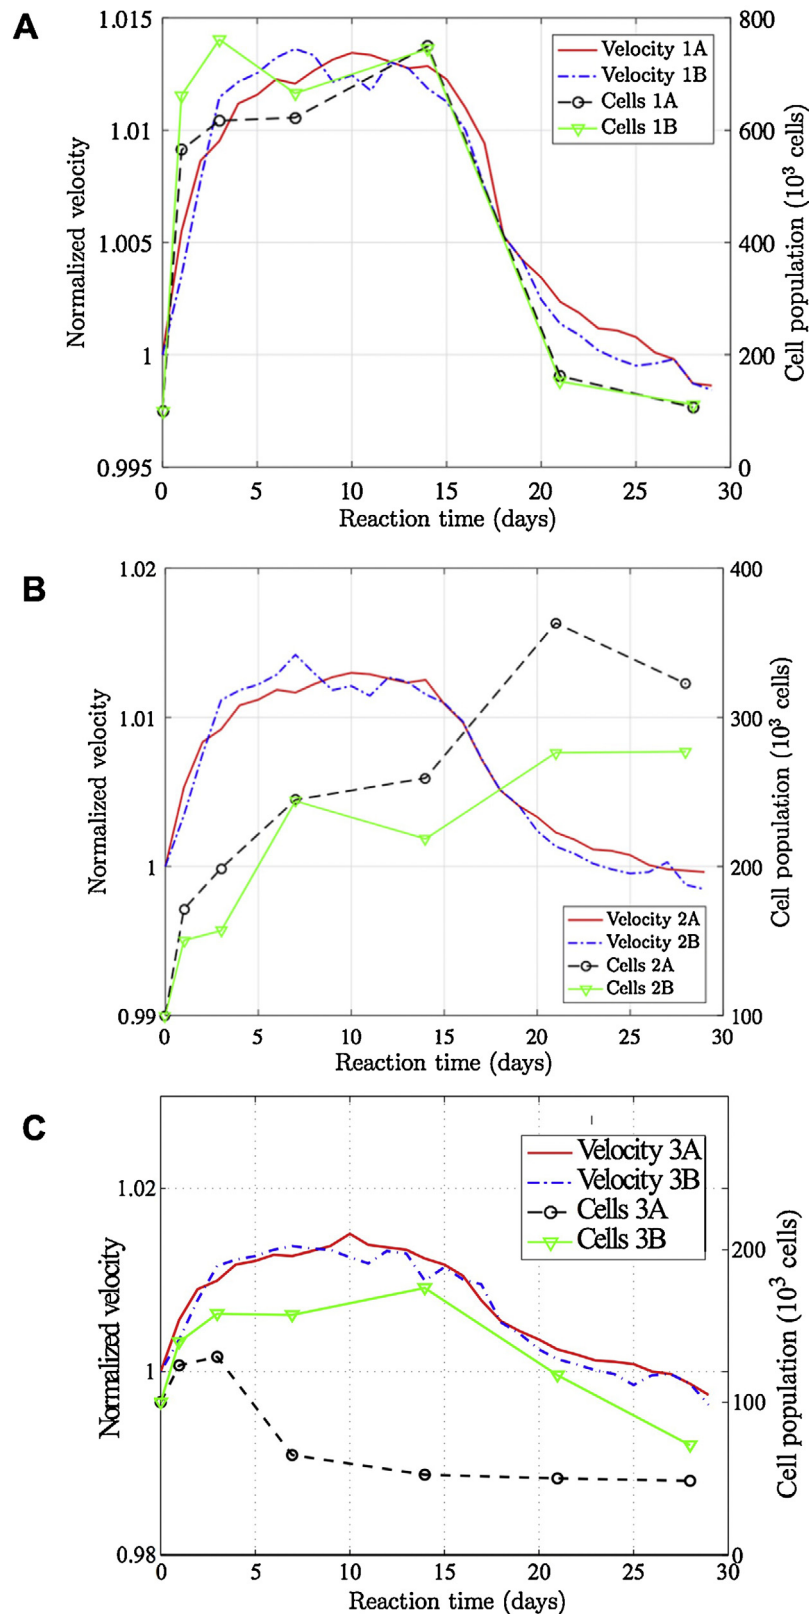 A
1.015
1.01
1.005
1
0.995
Normalized velocity
800
600
400
200
0
Cell population (10³ cells)
Velocity 1A
Velocity 1B
Cells 1A
Cells 1B
0 5 10 15 20 25 30
Reaction time (days)
B
1.02
1.01
1
0.99
Normalized velocity
400
300
200
100
Cell population (10³ cells)
Velocity 2A
Velocity 2B
Cells 2A
Cells 2B
0 5 10 15 20 25 30
Reaction time (days)
C
1.02
1
0.98
Normalized velocity
200
100
0
Cell population (10³ cells)
Velocity 3A
Velocity 3B
Cells 3A
Cells 3B
0 5 10 15 20 25 30
Reaction time (days)